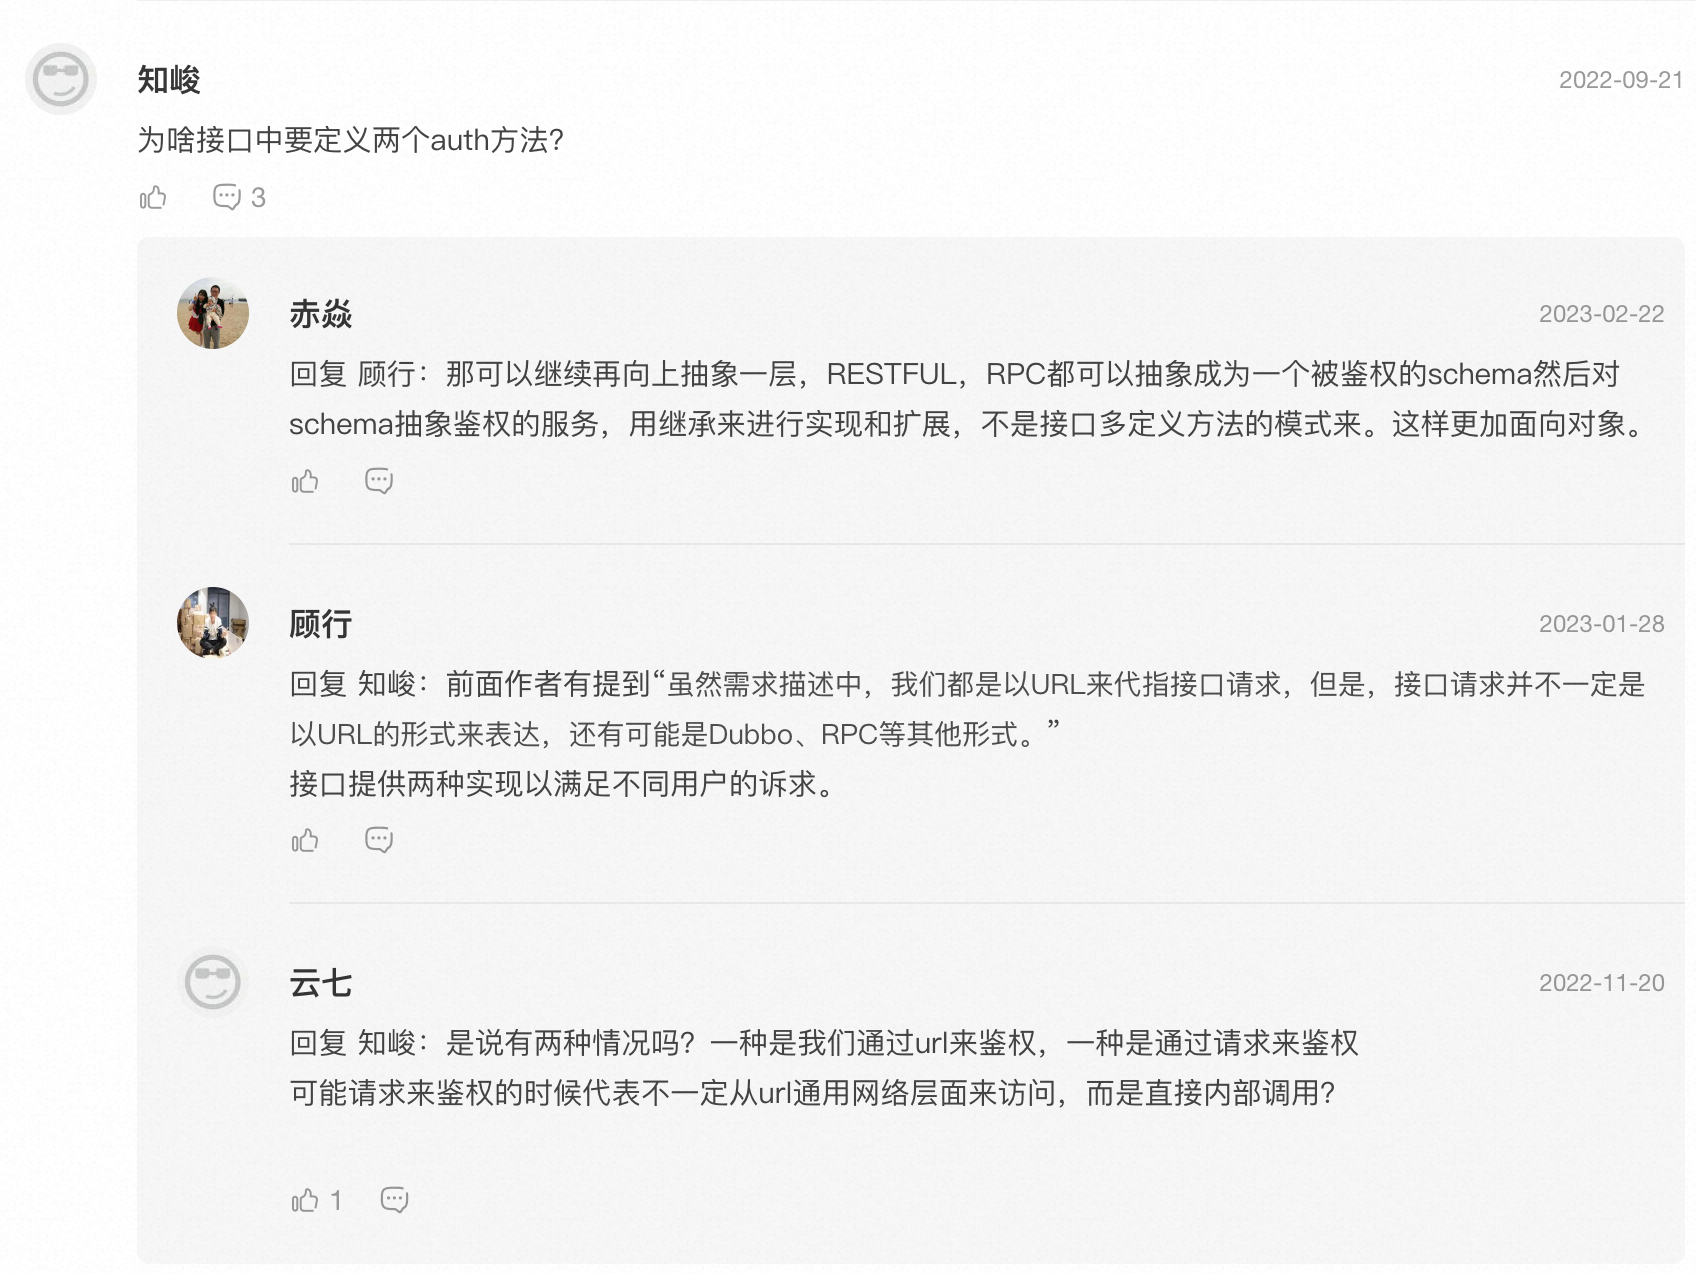 知峻
2022-09-21
为啥接口中要定义两个auth方法？
3
赤焱
2023-02-22
回复 顾行：那可以继续再向上抽象一层，RESTFUL，RPC都可以抽象成为一个被鉴权的schema然后对
schema抽象鉴权的服务，用继承来进行实现和扩展，不是接口多定义方法的模式来。这样更加面向对象。
顾行
2023-01-28
回复 知峻：前面作者有提到“虽然需求描述中，我们都是以URL来代指接口请求，但是，接口请求并不一定是
以URL的形式来表达，还有可能是Dubbo、RPC等其他形式。”
接口提供两种实现以满足不同用户的诉求。
云七
2022-11-20
回复 知峻：是说有两种情况吗？一种是我们通过url来鉴权，一种是通过请求来鉴权
可能请求来鉴权的时候代表不一定从url通用网络层面来访问，而是直接内部调用？
1